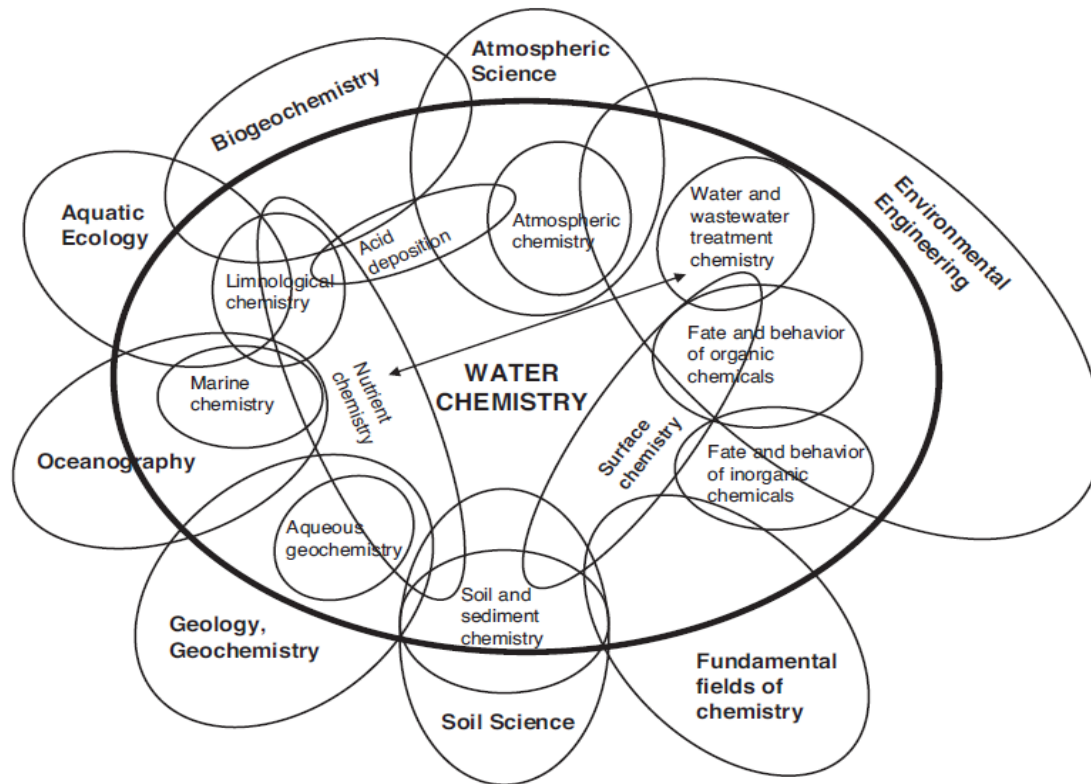 Atmospheric
Science
Biogeochemistry
Environmental
Engineering
Aquatic
Ecology
Water and
wastewater
treatment
chemistry
Atmospheric
chemistry
Acid
deposition
Limnological
chemistry
Fate and behavior
of organic
chemicals
WATER
CHEMISTRY
Nutrient
chemistry
Marine
chemistry
Surface
chemistry
Fate and behavior
of inorganic
chemicals
Oceanography
Aqueous
geochemistry
Soil and
sediment
chemistry
Geology,
Geochemistry
Fundamental
fields of
chemistry
Soil Science